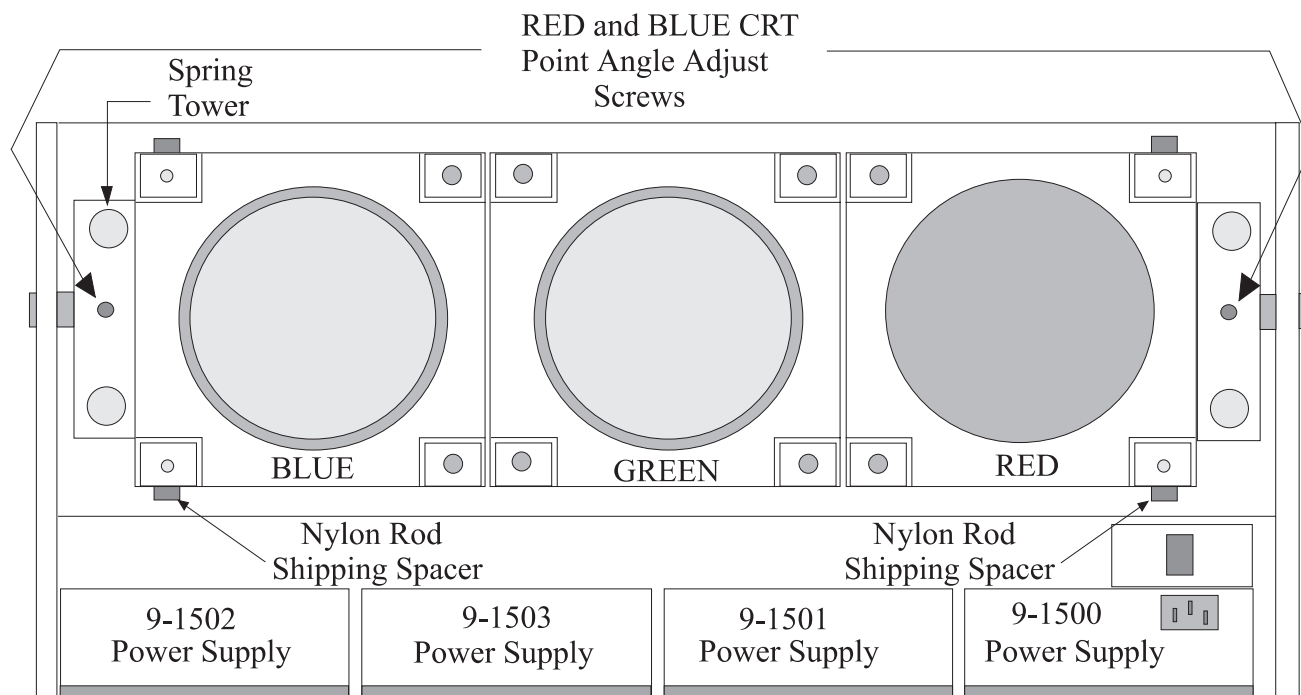 RED and BLUE CRT
Point Angle Adjust
Screws
Spring
Tower
BLUE
GREEN
RED
Nylon Rod
Shipping Spacer
Nylon Rod
Shipping Spacer
9-1502
Power Supply
9-1503
Power Supply
9-1501
Power Supply
9-1500
Power Supply